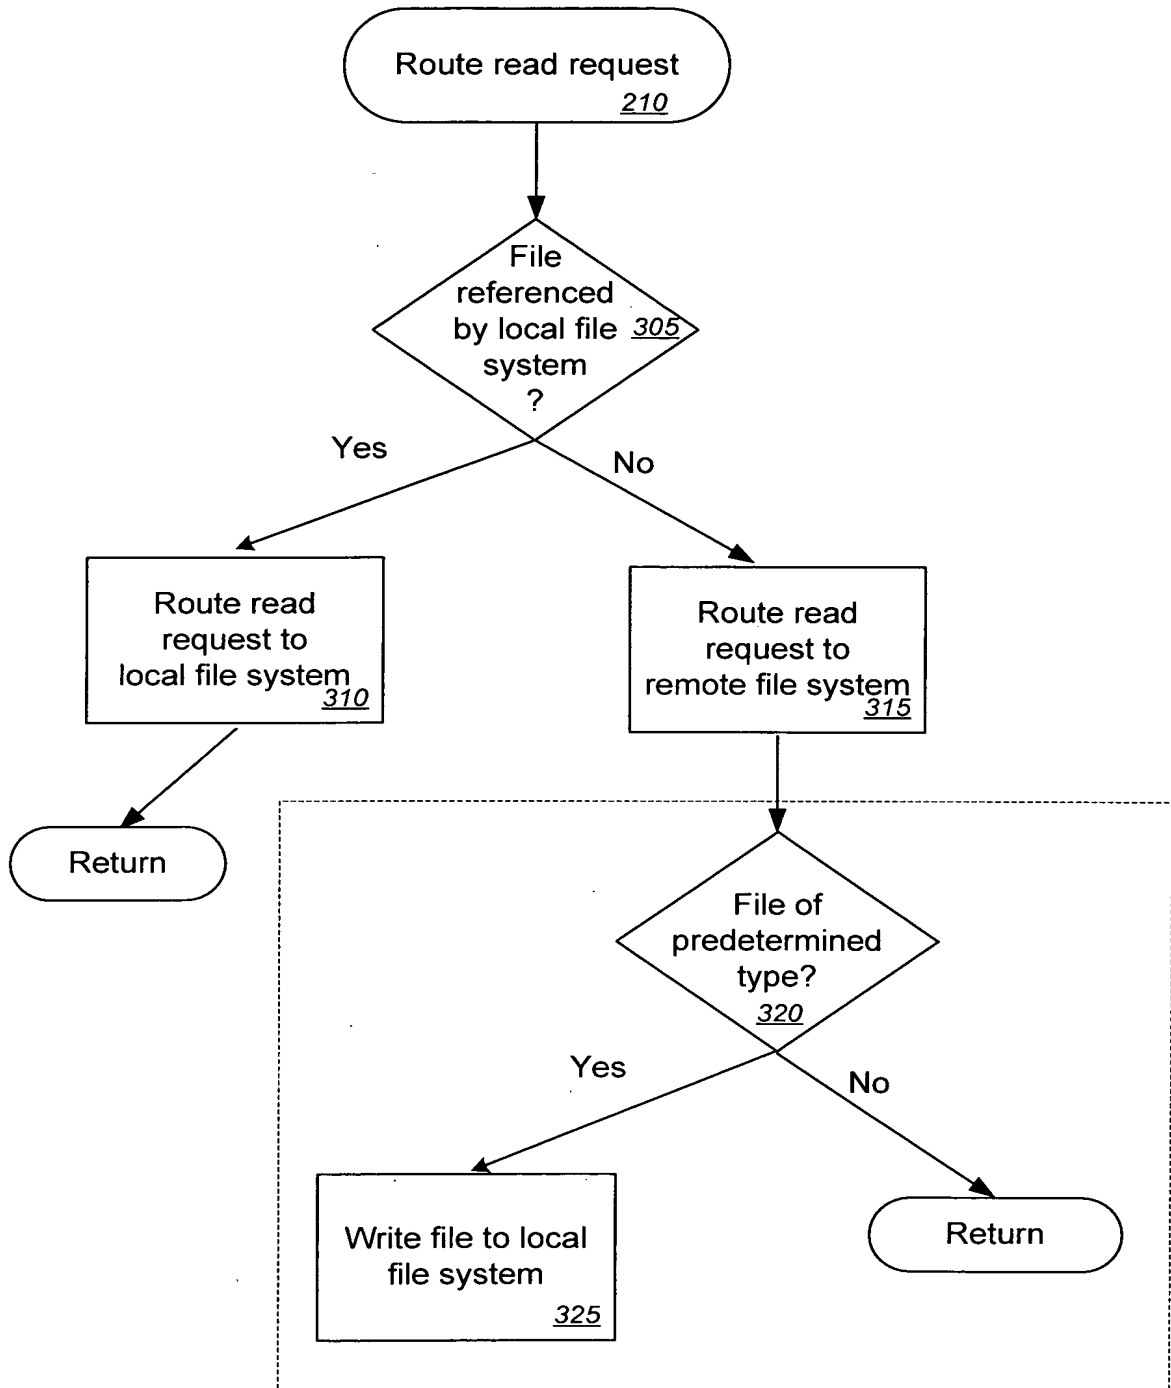 Route read request
210
File
referenced
by local file 305
system
?
Yes
No
Route read
request to
local file system
310
Route read
request to
remote file system
315
Return
File of
predetermined
type?
320
Yes
No
Write file to local
file system
325
Return